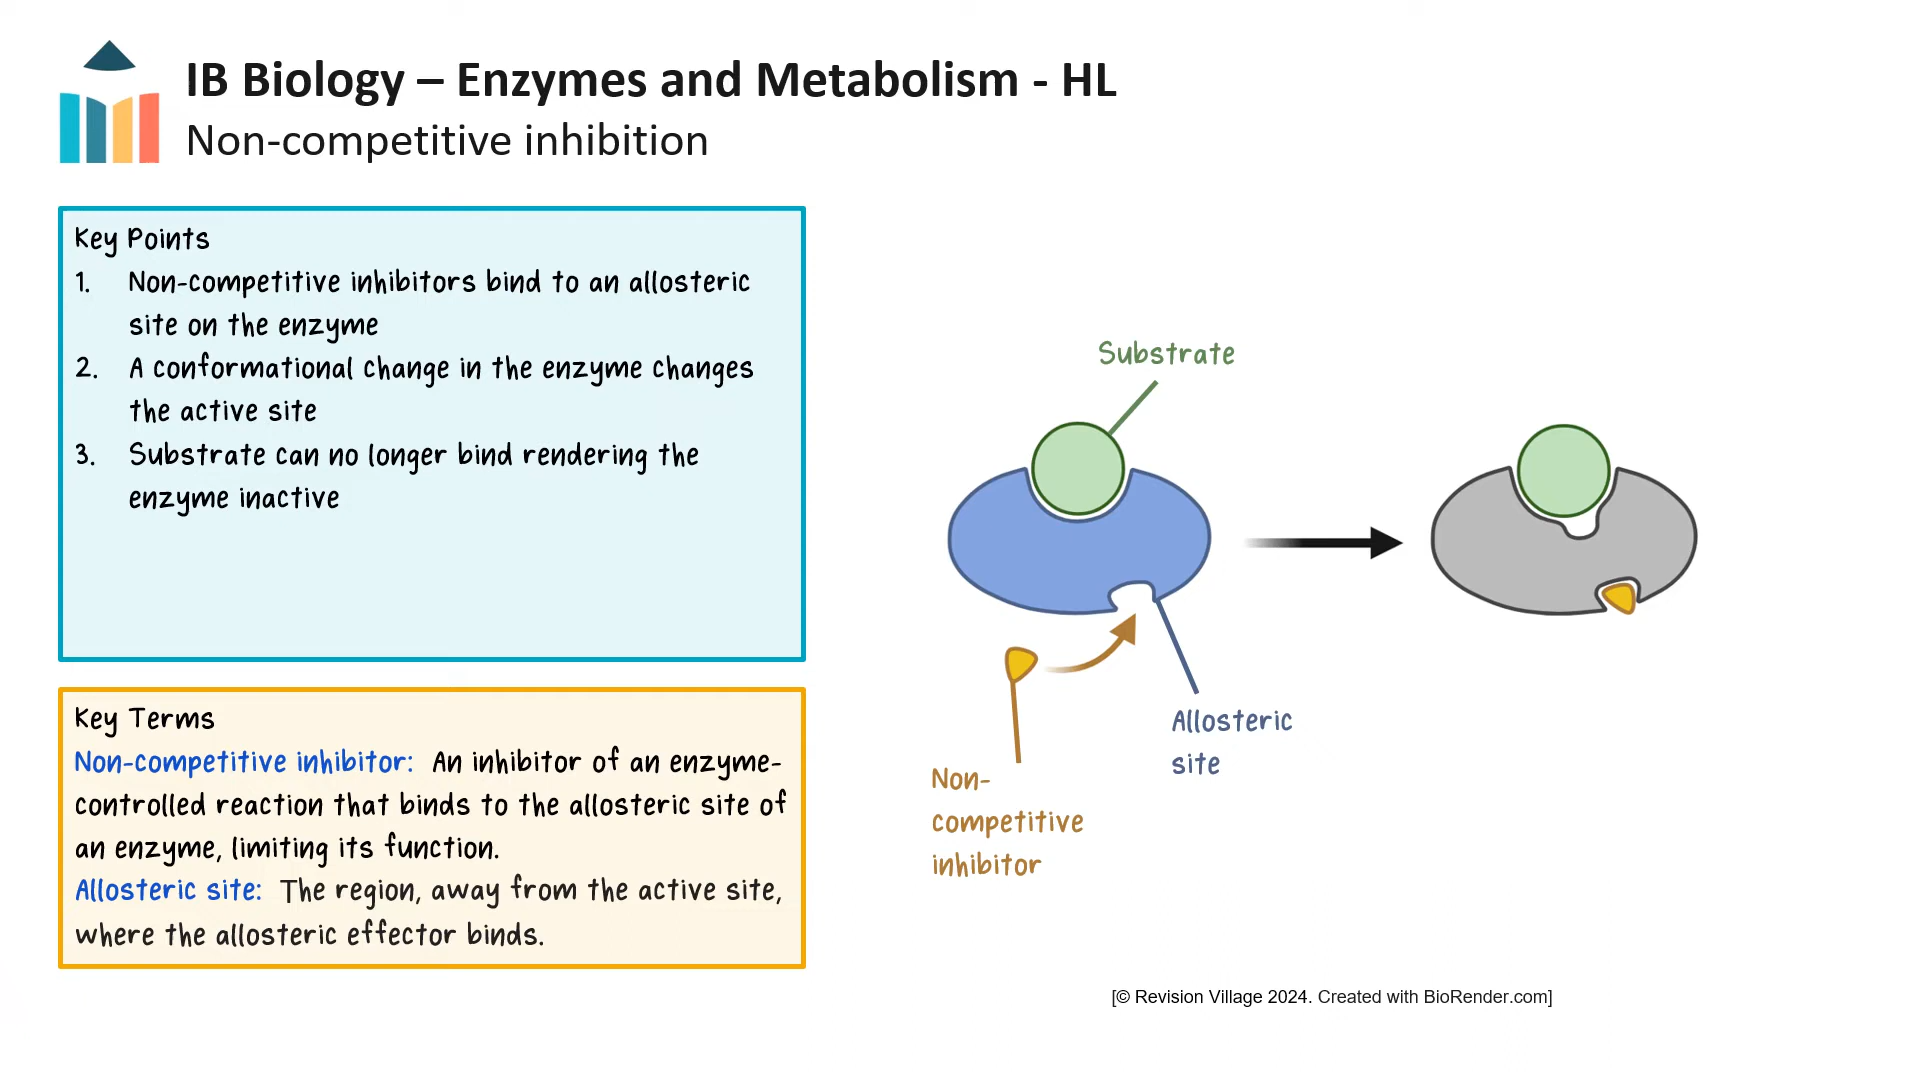 IB Biology – Enzymes and Metabolism - HL
Non-competitive inhibition
Key Points
1. Non-competitive inhibitors bind to an allosteric
site on the enzyme
2. A conformational change in the enzyme changes
the active site
3. Substrate can no longer bind rendering the
enzyme inactive
Key Terms
Non-competitive inhibitor: An inhibitor of an enzyme-
controlled reaction that binds to the allosteric site of
an enzyme, limiting its function.
Allosteric site: The region, away from the active site,
where the allosteric effector binds.
Substrate
Allosteric
site
Non-
competitive
inhibitor
[© Revision Village 2024. Created with BioRender.com]